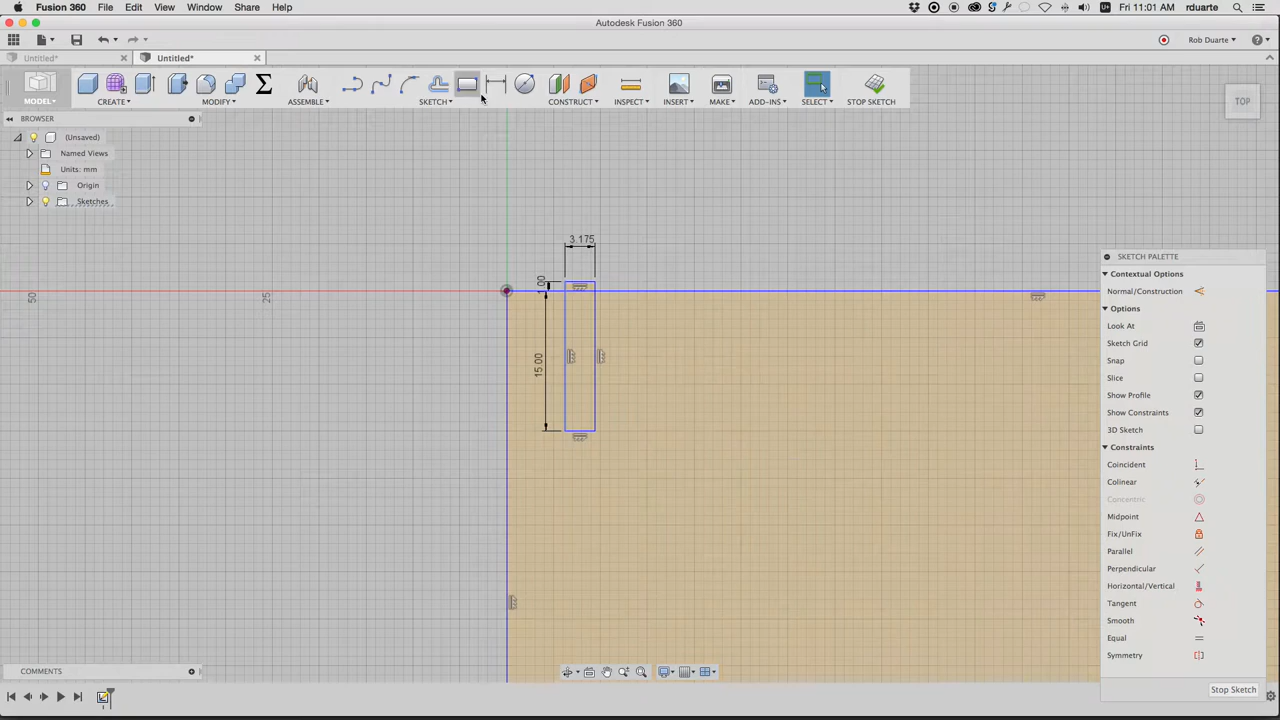 Fusion 360 File Edit View Window Share Help
Fri 11:01 AM rduarte
Autodesk Fusion 360
Rob Duarte
Untitled*
Untitled*
MODEL
CREATE
MODIFY
ASSEMBLE
SKETCH
CONSTRUCT
INSPECT
INSERT
MAKE
ADD-INS
SELECT
STOP SKETCH
BROWSER
TOP
(Unsaved)
Named Views
Units: mm
Origin
Sketches
3.175
1.00
15.00
50
25
SKETCH PALETTE
Contextual Options
Normal/Construction
Options
Look At
Sketch Grid
Snap
Slice
Show Profile
Show Constraints
3D Sketch
Constraints
Coincident
Colinear
Concentric
Midpoint
Fix/UnFix
Parallel
Perpendicular
Horizontal/Vertical
Tangent
Smooth
Equal
Symmetry
Stop Sketch
COMMENTS